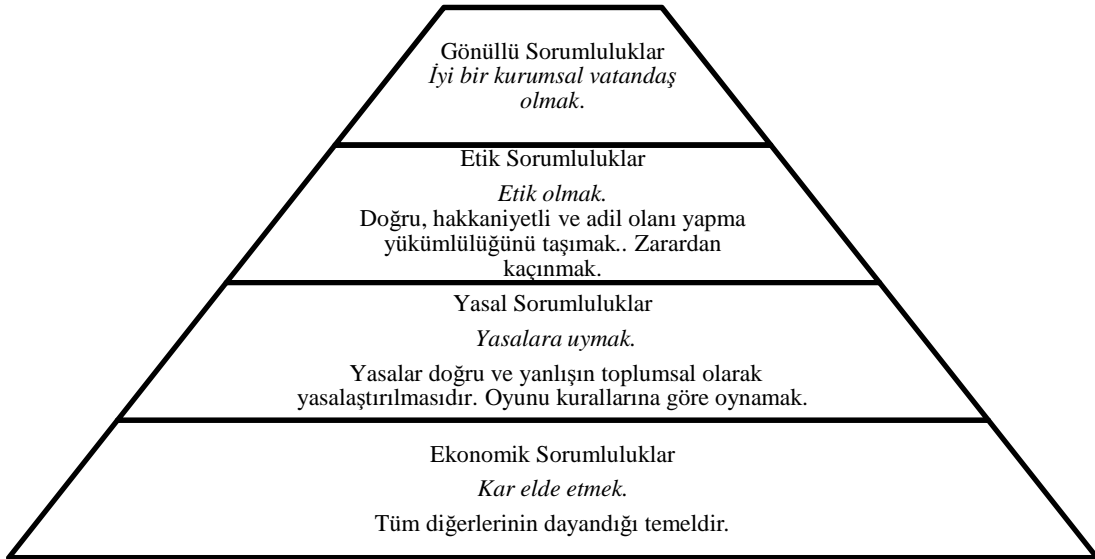 Gönüllü Sorumluluklar
İyi bir kurumsal vatandaş
olmak.
Etik Sorumluluklar
Etik olmak.
Doğru, hakkaniyetli ve adil olanı yapma
yükümlülüğünü taşımak.. Zarardan
kaçınmak.
Yasal Sorumluluklar
Yasalara uymak.
Yasalar doğru ve yanlışın toplumsal olarak
yasalaştırılmasıdır. Oyunu kurallarına göre oynamak.
Ekonomik Sorumluluklar
Kar elde etmek.
Tüm diğerlerinin dayandığı temeldir.